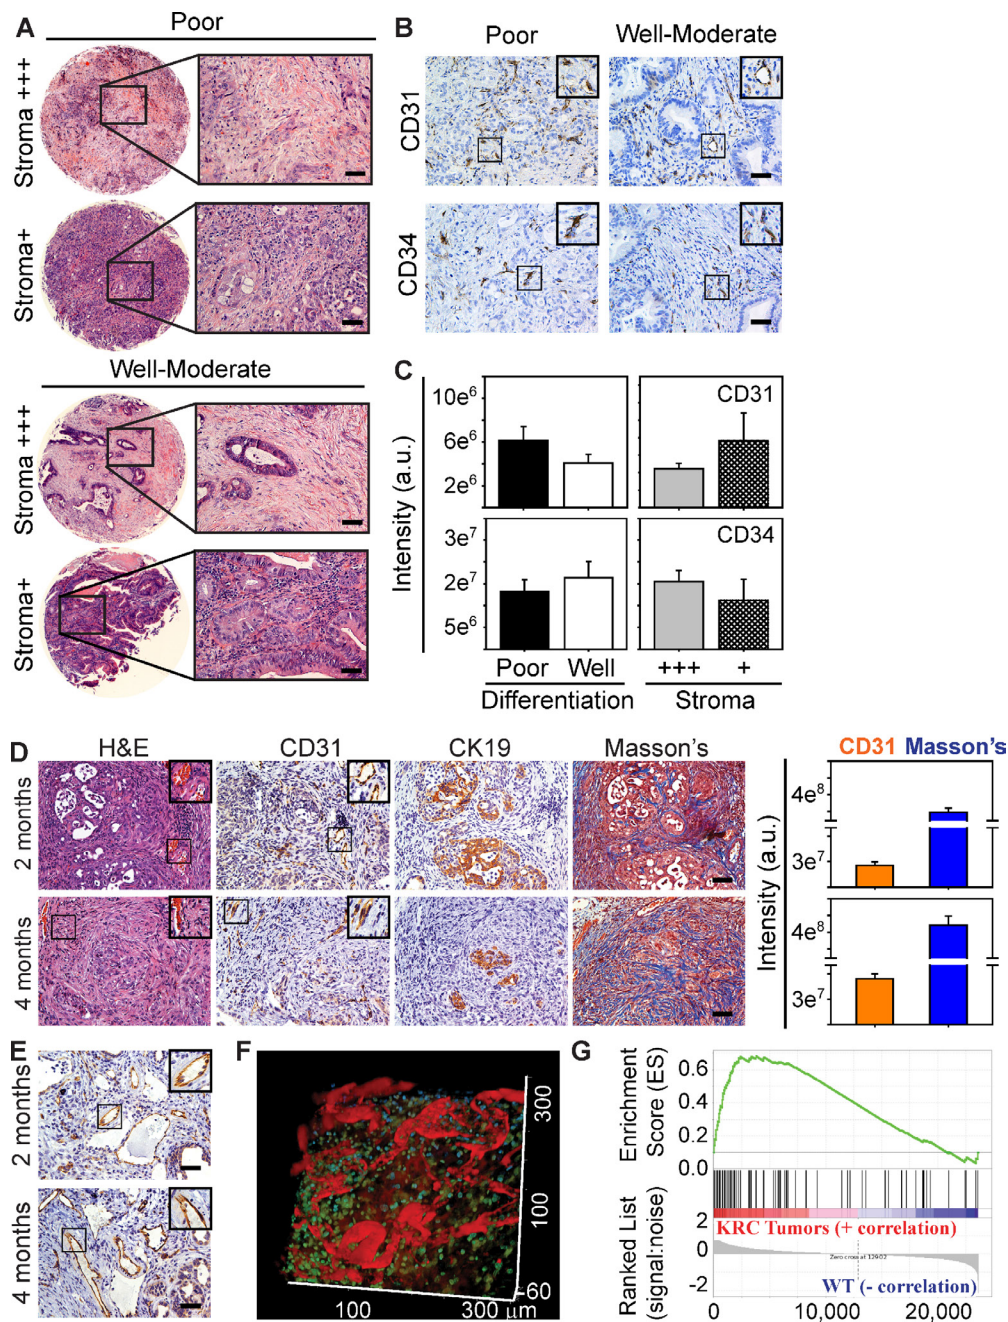 A
Poor
Stroma +++
Stroma+
Well-Moderate
Stroma +++
Stroma+
B
Poor
Well-Moderate
CD31
CD34
C
Intensity (a.u.)
10e⁶
6e⁶
2e⁶
CD31
3e⁷
2e⁷
5e⁶
CD34
Poor
Well
+++
+
Differentiation
Stroma
D
H&E
CD31
CK19
Masson's
2 months
4 months
CD31
Masson's
Intensity (a.u.)
4e⁸
3e⁷
4e⁸
3e⁷
E
2 months
4 months
F
300
100
60
100
300 µm
G
Enrichment
Score (ES)
0.6
0.4
0.2
0.0
Ranked List
(signal:noise)
2
0
-2
KRC Tumors (+ correlation)
Zero cross at 12902
WT (- correlation)
0
10,000
20,000